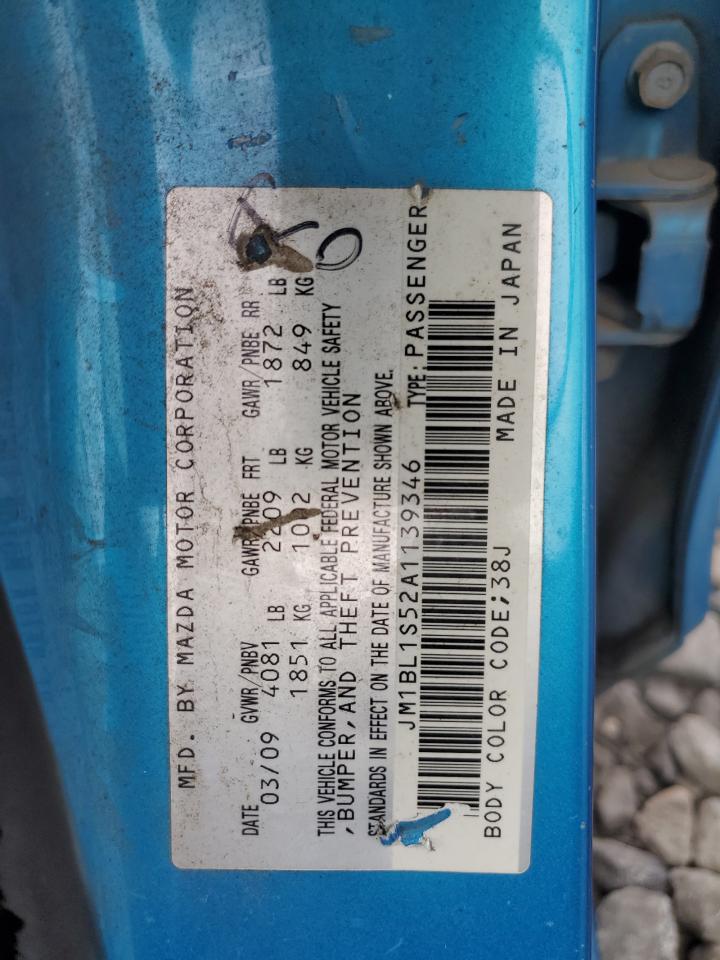 MFD. BY MAZDA MOTOR CORPORATION
DATE GVWR/PNBV GAWR/PNBE FRT GAWR/PNBE RR
03/09 4081 LB 2209 LB 1872 LB
1851 KG 1002 KG 849 KG
THIS VEHICLE CONFORMS TO ALL APPLICABLE FEDERAL MOTOR VEHICLE SAFETY
,BUMPER, AND THEFT PREVENTION
STANDARDS IN EFFECT ON THE DATE OF MANUFACTURE SHOWN ABOVE.
JM1BL1S52A1139346 TYPE: PASSENGER
BODY COLOR CODE;38J MADE IN JAPAN